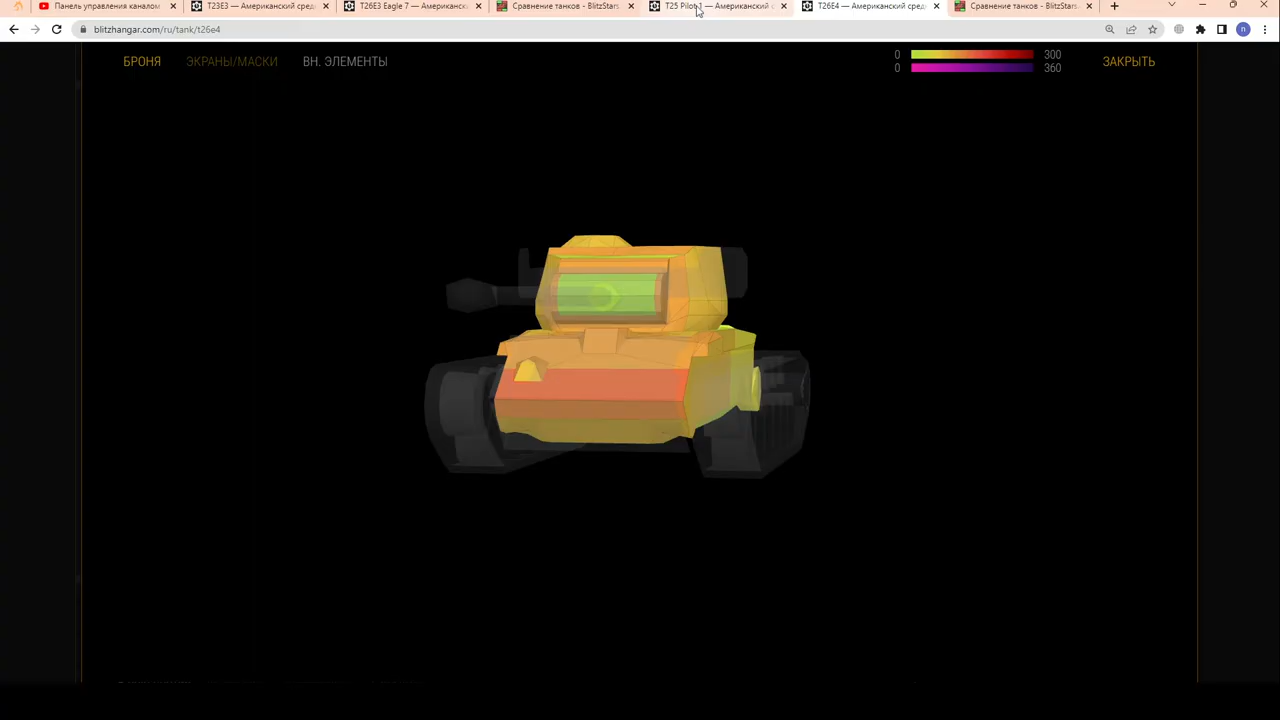 Панель управления каналом
T23E3 — Американский сред
T26E3 Eagle 7 — Американска
Сравнение танков - BlitzStars
T25 Pilot 1 — Американский с
T26E4 — Американский сред
Сравнение танков - BlitzStars
blitzhangar.com/ru/tank/t26e4
n
БРОНЯ
ЭКРАНЫ/МАСКИ
ВН. ЭЛЕМЕНТЫ
0
300
0
360
ЗАКРЫТЬ